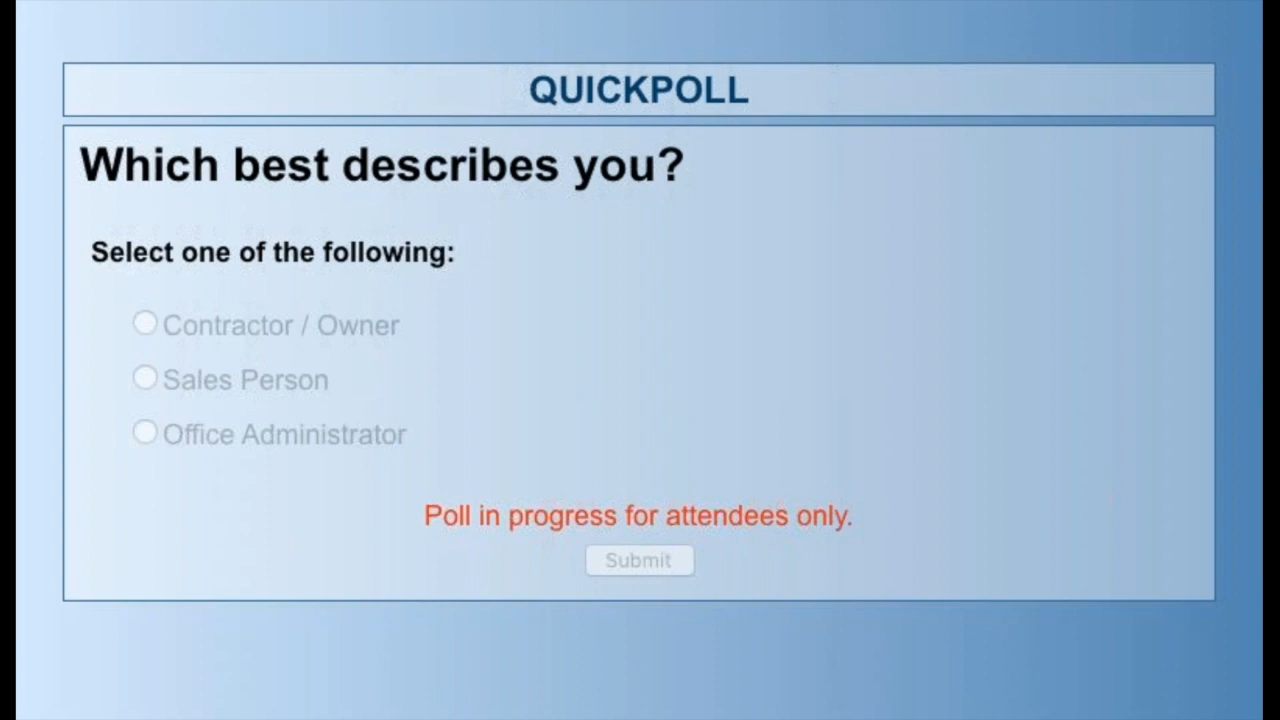 QUICKPOLL
Which best describes you?
Select one of the following:
Contractor / Owner
Sales Person
Office Administrator
Poll in progress for attendees only.
Submit